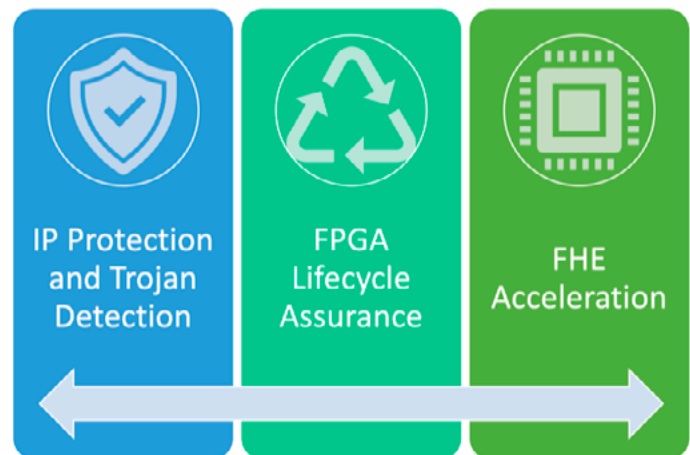 IP Protection
and Trojan
Detection
FPGA
Lifecycle
Assurance
FHE
Acceleration